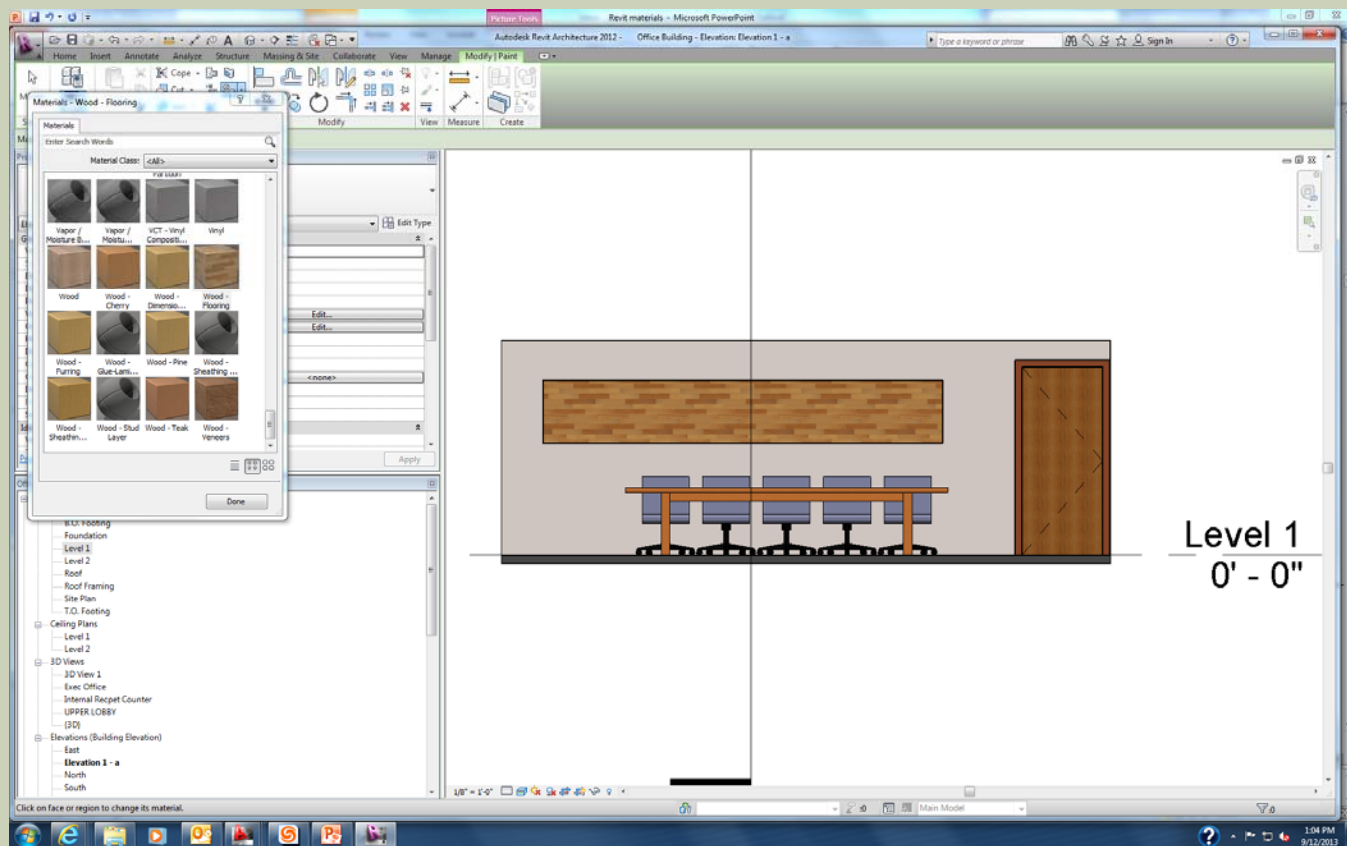 Picture Tools
Revit materials - Microsoft PowerPoint
Autodesk Revit Architecture 2012 - Office Building - Elevation: Elevation 1 - a
Type a keyword or phrase
Sign In
Home Insert Annotate Analyze Structure Massing & Site Collaborate View Manage Modify | Paint
Cope
Modify View Measure Create
Materials - Wood - Flooring
Materials
Enter Search Words
Material Class: <All>
Vapor / Moisture B...
Vapor / Moistu...
VCT - Vinyl Compositi...
Vinyl
Wood
Wood - Cherry
Wood - Dimensio...
Wood - Flooring
Wood - Furring
Wood - Glue-Lami...
Wood - Pine
Wood - Sheathing ...
Wood - Sheathin...
Wood - Stud Layer
Wood - Teak
Wood - Veneers
Done
Edit Type
Edit...
Edit...
<none>
Apply
B.O. Footing
Foundation
Level 1
Level 2
Roof
Roof Framing
Site Plan
T.O. Footing
Ceiling Plans
Level 1
Level 2
3D Views
3D View 1
Exec Office
Internal Recpet Counter
UPPER LOBBY
{3D}
Elevations (Building Elevation)
East
Elevation 1 - a
North
South
Level 1
0' - 0"
1/8" = 1'-0"
Click on face or region to change its material.
:0
Main Model
:0
1:04 PM
9/12/2013